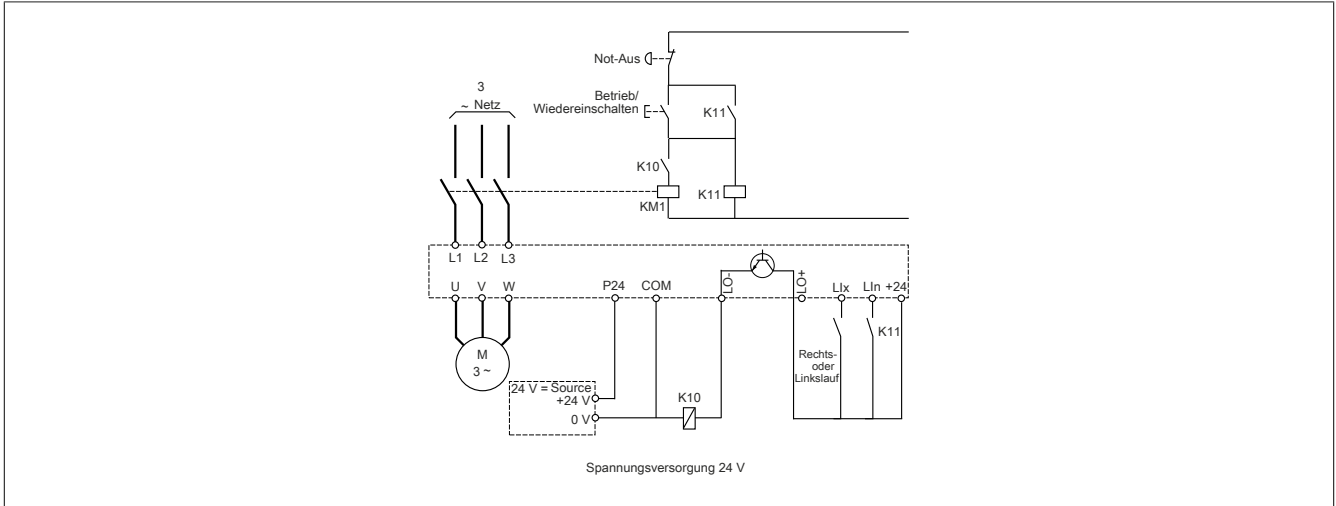 Not-Aus
3
~ Netz
Betrieb/
Wiedereinschalten
K11
K10
KM1
K11
L1 L2 L3
U V W
P24 COM
LO-
LO+
LIx LIn +24
K11
Rechts-
oder
Linkslauf
M
3 ~
24 V = Source
+24 V
0 V
K10
Spannungsversorgung 24 V